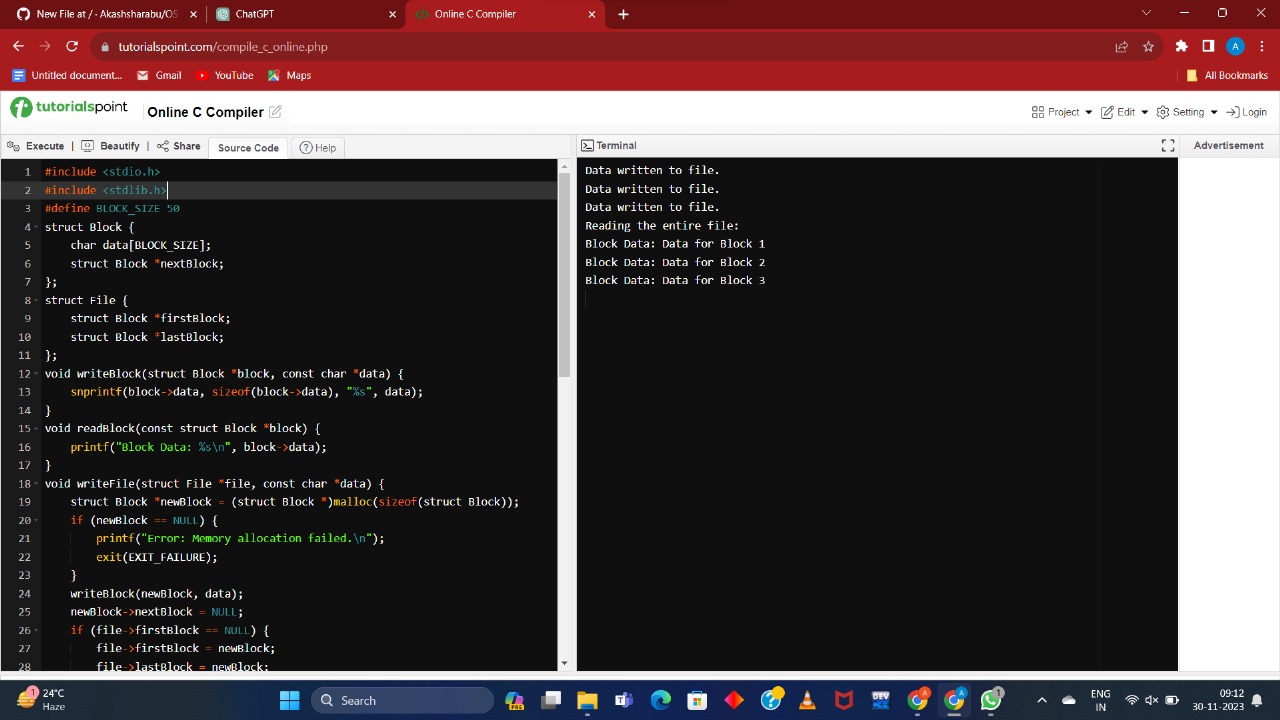 New File at / · Akashsharabu/OS
ChatGPT
Online C Compiler
tutorialspoint.com/compile_c_online.php
A
Untitled document...
Gmail
YouTube
Maps
All Bookmarks
tutorialspoint
Online C Compiler
Project
Edit
Setting
Login
Execute
Beautify
Share
Source Code
Help
Terminal
Advertisement
1 #include <stdio.h>
2 #include <stdlib.h>
3 #define BLOCK_SIZE 50
4 struct Block {
5 char data[BLOCK_SIZE];
6 struct Block *nextBlock;
7 };
8 struct File {
9 struct Block *firstBlock;
10 struct Block *lastBlock;
11 };
12 void writeBlock(struct Block *block, const char *data) {
13 snprintf(block->data, sizeof(block->data), "%s", data);
14 }
15 void readBlock(const struct Block *block) {
16 printf("Block Data: %s\n", block->data);
17 }
18 void writeFile(struct File *file, const char *data) {
19 struct Block *newBlock = (struct Block *)malloc(sizeof(struct Block));
20 if (newBlock == NULL) {
21 printf("Error: Memory allocation failed.\n");
22 exit(EXIT_FAILURE);
23 }
24 writeBlock(newBlock, data);
25 newBlock->nextBlock = NULL;
26 if (file->firstBlock == NULL) {
27 file->firstBlock = newBlock;
28 file->lastBlock = newBlock;
Data written to file.
Data written to file.
Data written to file.
Reading the entire file:
Block Data: Data for Block 1
Block Data: Data for Block 2
Block Data: Data for Block 3
1
24°C
Haze
Search
PRE
DEV
A
A
1
ENG
IN
09:12
30-11-2023